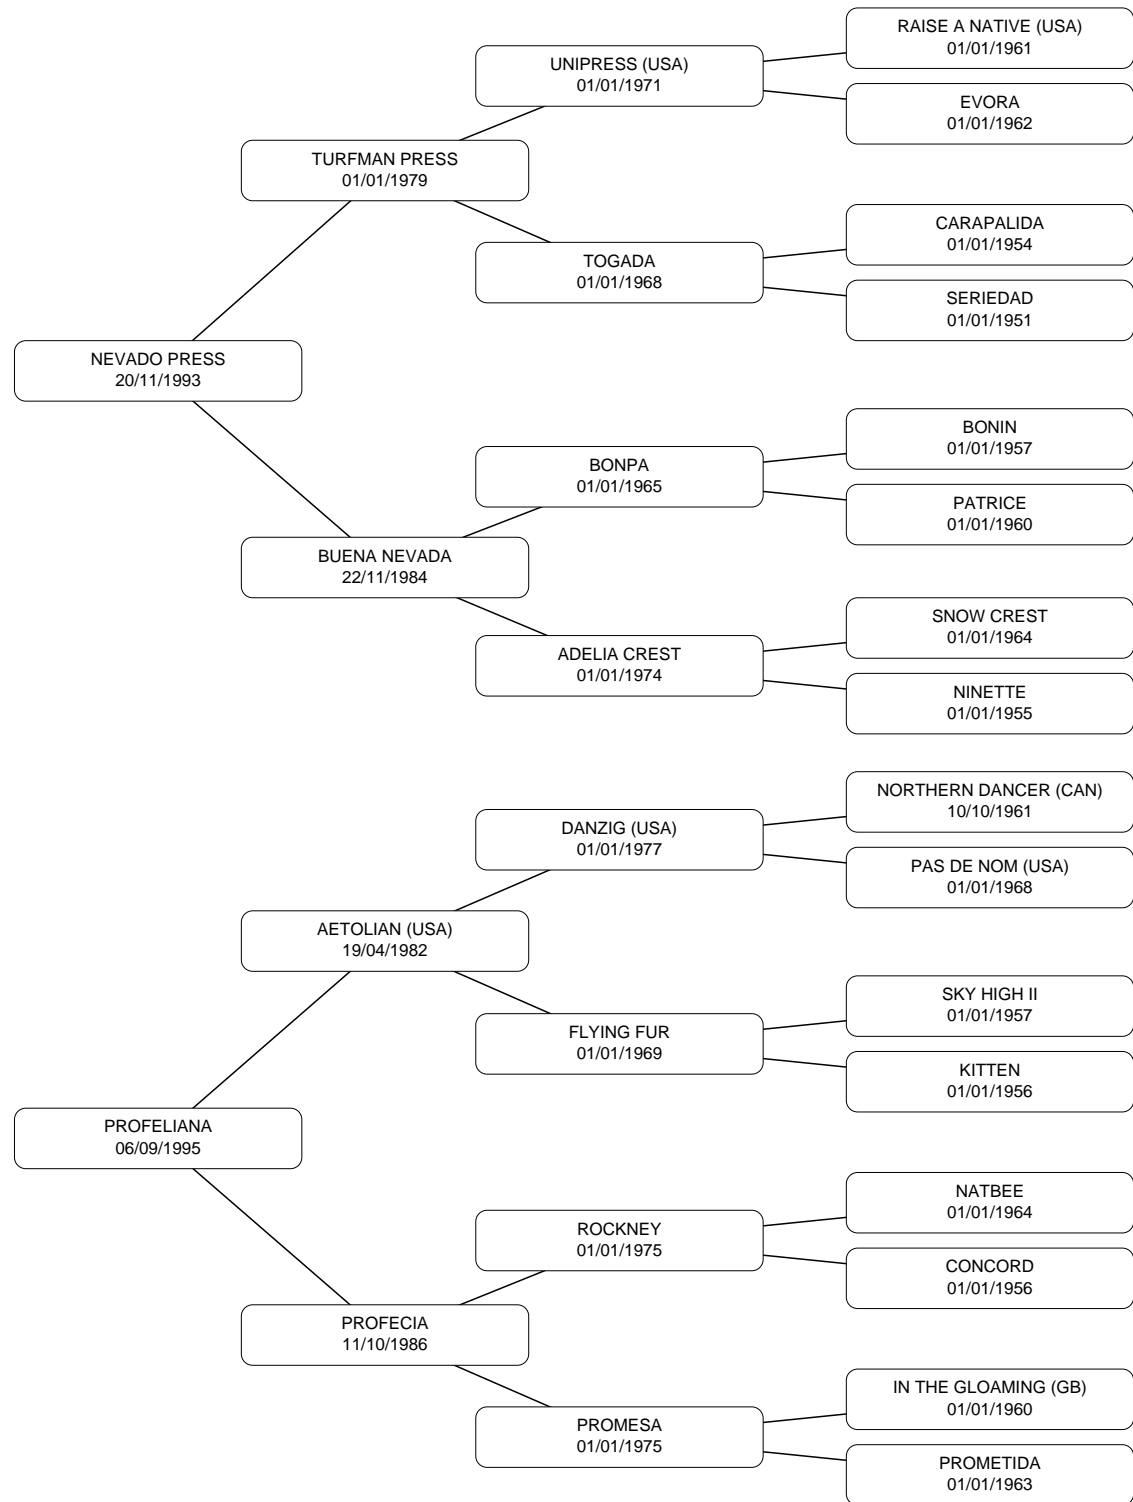 RAISE A NATIVE (USA)
01/01/1961
UNIPRESS (USA)
01/01/1971
EVORA
01/01/1962
TURFMAN PRESS
01/01/1979
CARAPALIDA
01/01/1954
TOGADA
01/01/1968
SERIEDAD
01/01/1951
NEVADO PRESS
20/11/1993
BONIN
01/01/1957
BONPA
01/01/1965
PATRICE
01/01/1960
BUENA NEVADA
22/11/1984
SNOW CREST
01/01/1964
ADELIA CREST
01/01/1974
NINETTE
01/01/1955
NORTHERN DANCER (CAN)
10/10/1961
DANZIG (USA)
01/01/1977
PAS DE NOM (USA)
01/01/1968
AETOLIAN (USA)
19/04/1982
SKY HIGH II
01/01/1957
FLYING FUR
01/01/1969
KITTEN
01/01/1956
PROFELIANA
06/09/1995
NATBEE
01/01/1964
ROCKNEY
01/01/1975
CONCORD
01/01/1956
PROFECIA
11/10/1986
IN THE GLOAMING (GB)
01/01/1960
PROMESA
01/01/1975
PROMETIDA
01/01/1963